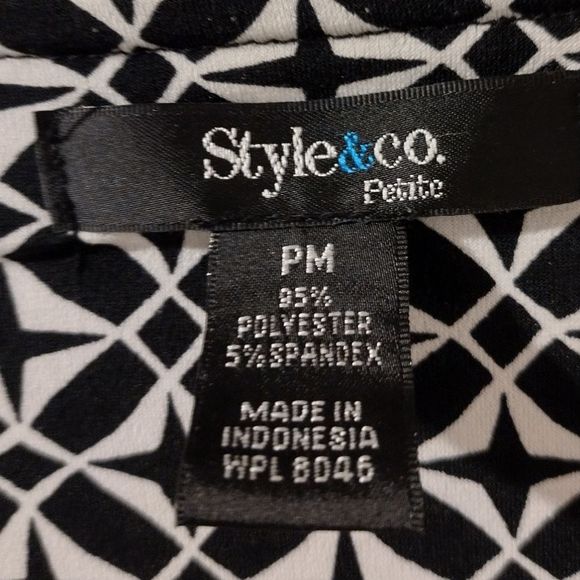 Style&co.
Petite
PM
95%
POLYESTER
5%SPANDEX
MADE IN
INDONESIA
WPL 8046